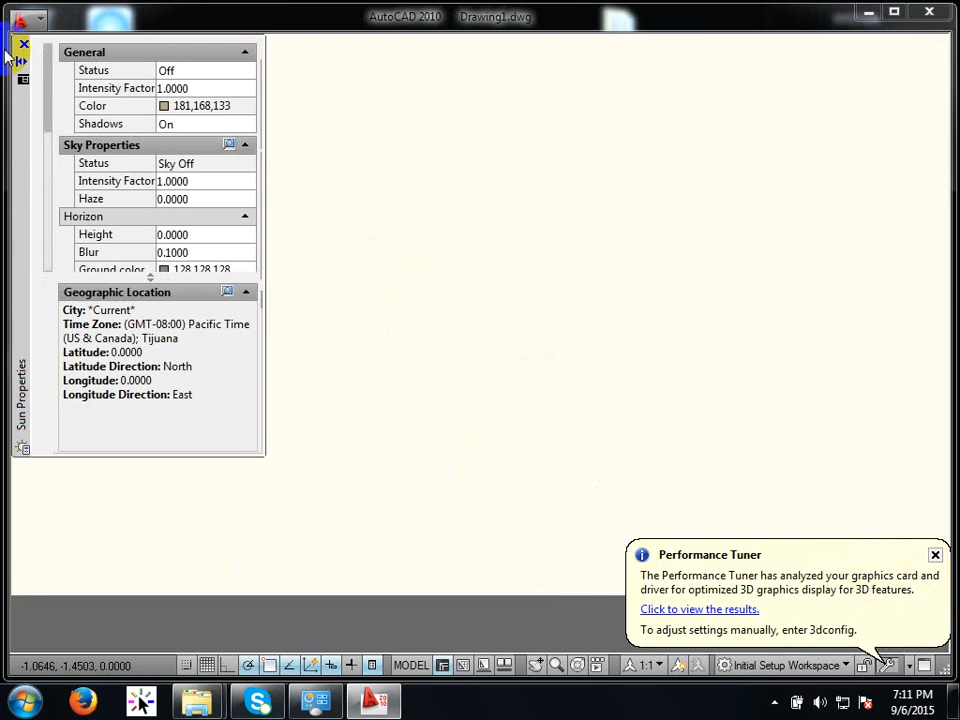 AutoCAD 2010 Drawing1.dwg
General
Status Off
Intensity Factor 1.0000
Color 181,168,133
Shadows On
Sky Properties
Status Sky Off
Intensity Factor 1.0000
Haze 0.0000
Horizon
Height 0.0000
Blur 0.1000
Ground color 128,128,128
Geographic Location
City: *Current*
Time Zone: (GMT-08:00) Pacific Time
(US & Canada); Tijuana
Latitude: 0.0000
Latitude Direction: North
Longitude: 0.0000
Longitude Direction: East
Sun Properties
Performance Tuner
The Performance Tuner has analyzed your graphics card and
driver for optimized 3D graphics display for 3D features.
Click to view the results.
To adjust settings manually, enter 3dconfig.
-1.0646, -1.4503, 0.0000 MODEL 1:1 Initial Setup Workspace
7:11 PM
9/6/2015